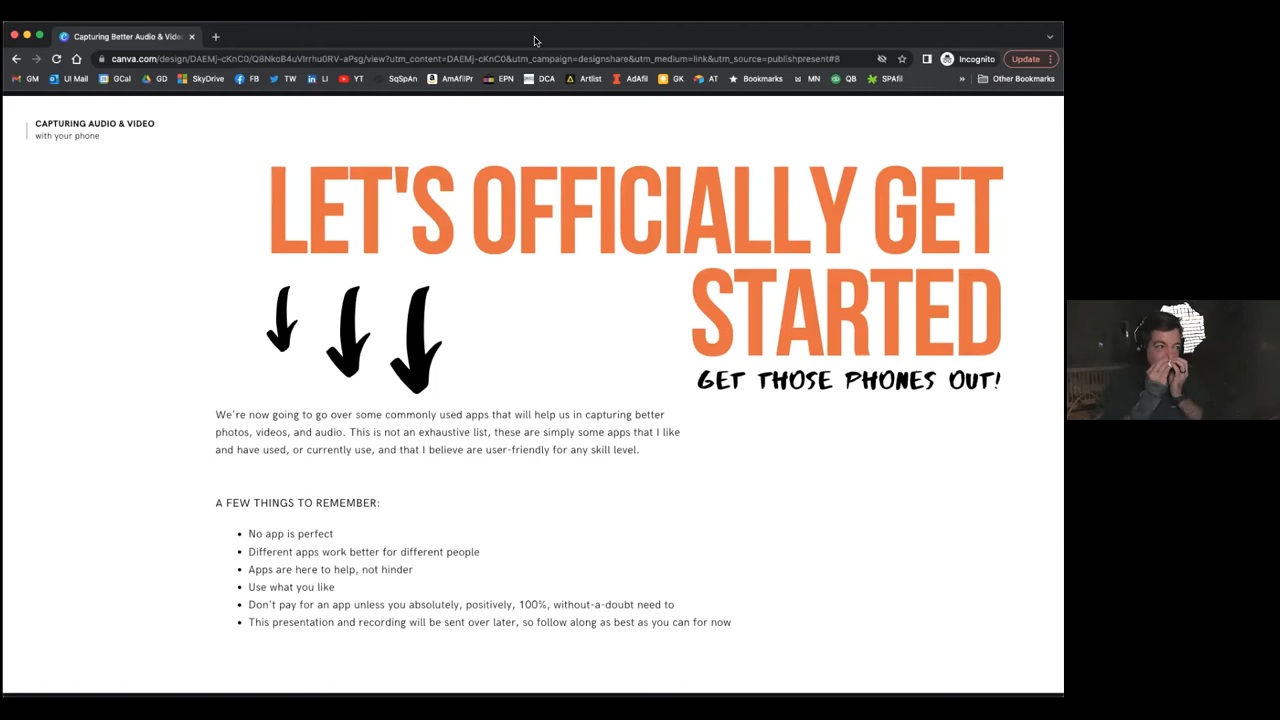 Capturing Better Audio & Vide
canva.com/design/DAEMj-cKnC0/Q8NkoB4uVIrrhu0RV-aPsg/view?utm_content=DAEMj-cKnC0&utm_campaign=designshare&utm_medium=link&utm_source=publishpresent#8
Incognito
Update
GM UI Mail GCal GD SkyDrive FB TW LI YT SqSpAn AmAfilPr EPN DCA Artlist AdAfil GK AT Bookmarks MN QB SPAfil » Other Bookmarks
CAPTURING AUDIO & VIDEO
with your phone
LET'S OFFICIALLY GET
STARTED
GET THOSE PHONES OUT!
We're now going to go over some commonly used apps that will help us in capturing better
photos, videos, and audio. This is not an exhaustive list, these are simply some apps that I like
and have used, or currently use, and that I believe are user-friendly for any skill level.
A FEW THINGS TO REMEMBER:
• No app is perfect
• Different apps work better for different people
• Apps are here to help, not hinder
• Use what you like
• Don't pay for an app unless you absolutely, positively, 100%, without-a-doubt need to
• This presentation and recording will be sent over later, so follow along as best as you can for now